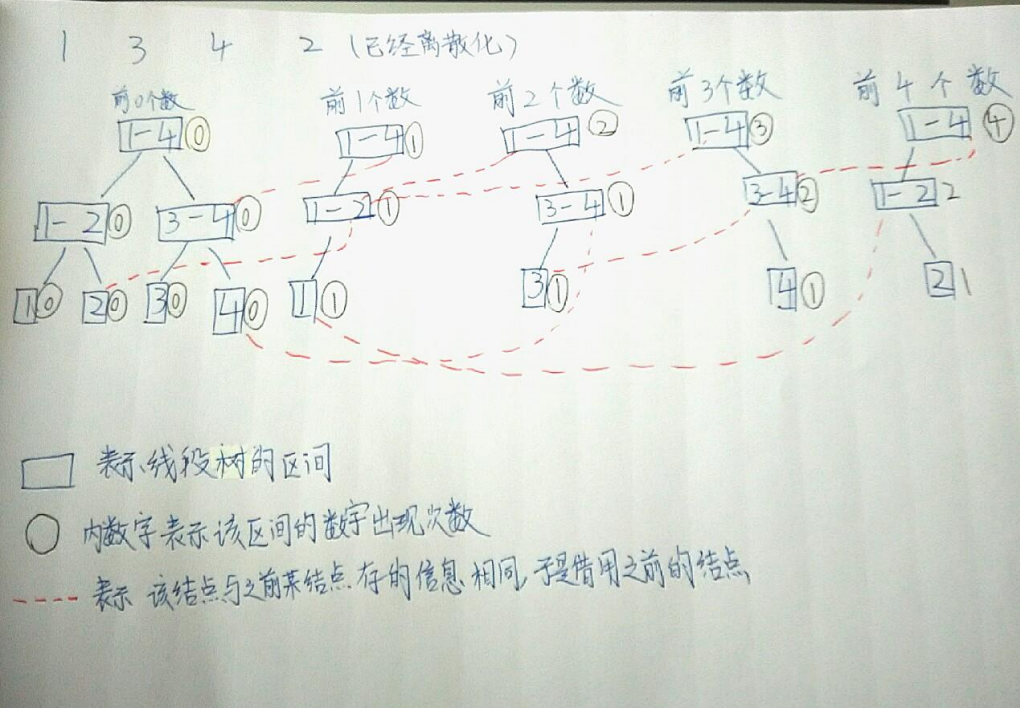 1 3 4 2 (已经离散化)
前0个数 前1个数 前2个数 前3个数 前4个数
1-4 0 1-4 1 1-4 2 1-4 3 1-4 4
1-2 0 3-4 0 1-2 1 3-4 1 3-4 2 1-2 2
1 0 2 0 3 0 4 0 1 1 3 1 4 1 2 1
表示线段树的区间
内数字表示该区间的数字出现次数
表示 该结点与之前某结点存的信息相同,于是借用之前的结点